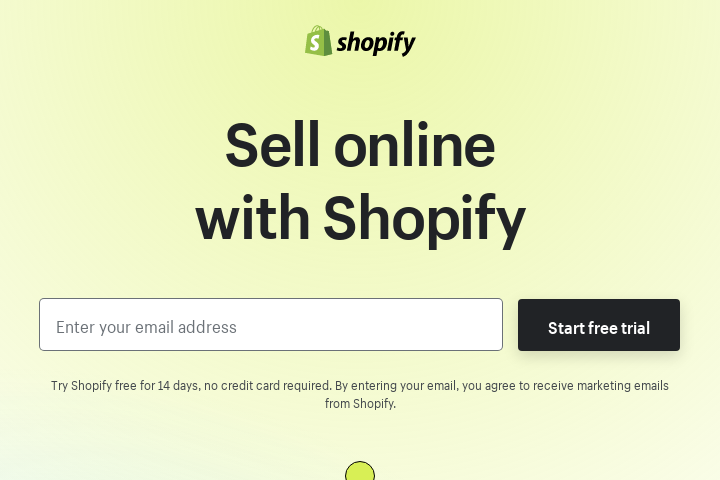 shopify
Sell online
with Shopify
Enter your email address
Start free trial
Try Shopify free for 14 days, no credit card required. By entering your email, you agree to receive marketing emails
from Shopify.